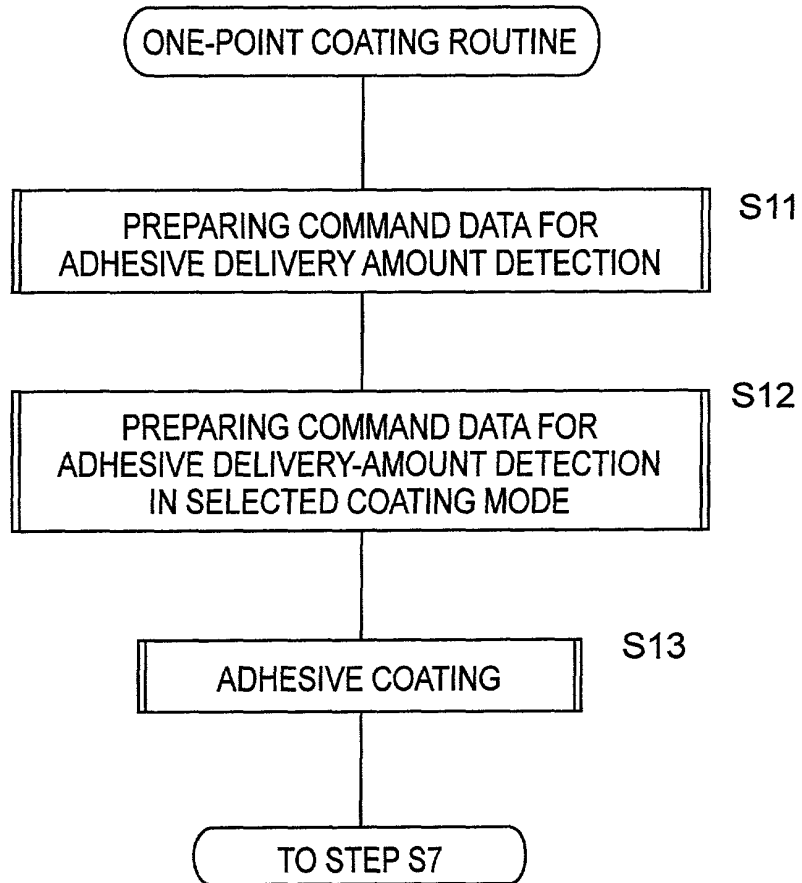 ONE-POINT COATING ROUTINE
S11
PREPARING COMMAND DATA FOR
ADHESIVE DELIVERY AMOUNT DETECTION
S12
PREPARING COMMAND DATA FOR
ADHESIVE DELIVERY-AMOUNT DETECTION
IN SELECTED COATING MODE
S13
ADHESIVE COATING
TO STEP S7